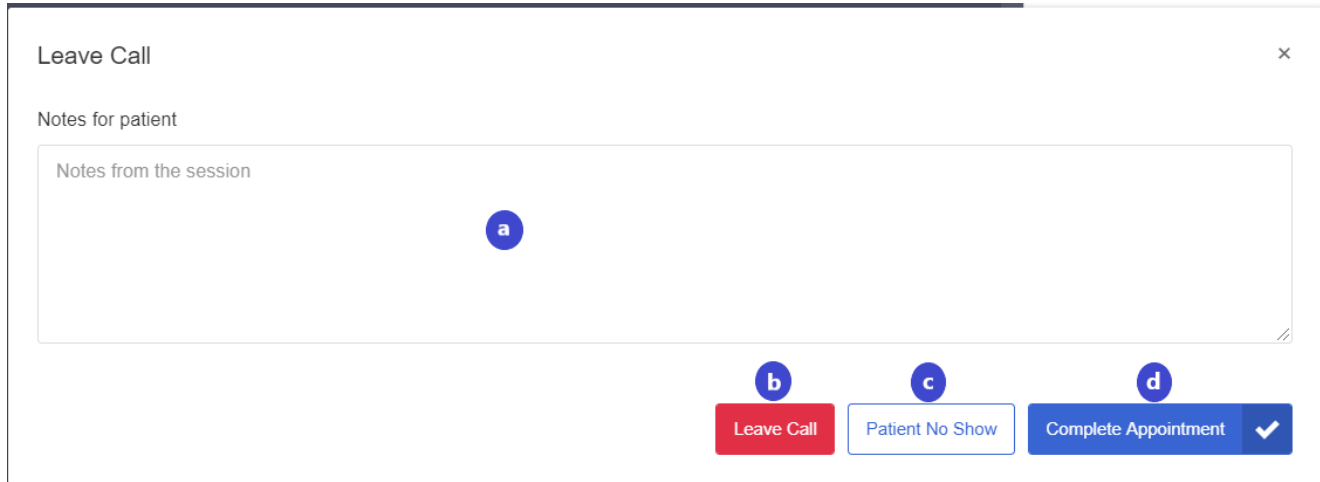 Leave Call ×
Notes for patient
Notes from the session
a
b c d
Leave Call Patient No Show Complete Appointment